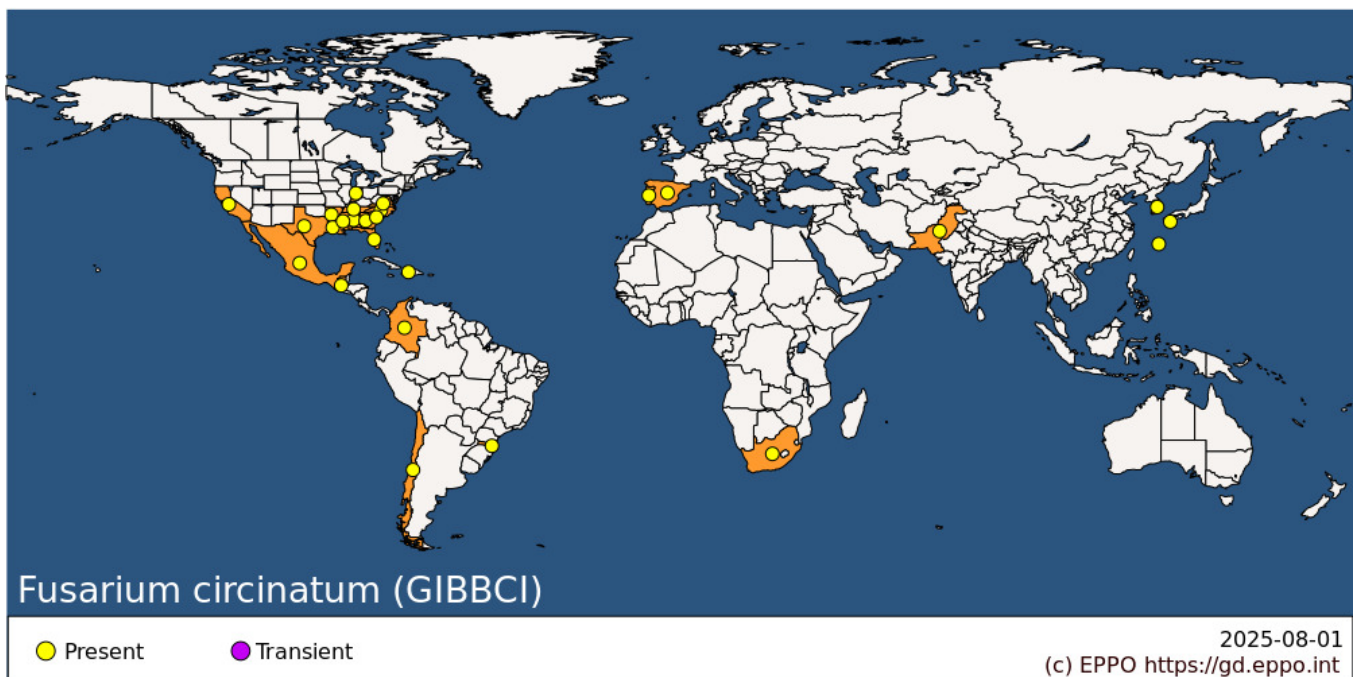 Fusarium circinatum (GIBBCI)
Present
Transient
2025-08-01
(c) EPPO https://gd.eppo.int